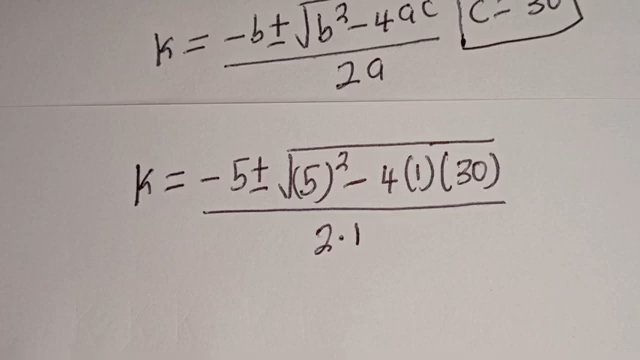 k = -b ± √b² - 4ac / 2a
c = 30
k = -5 ± √(5)² - 4(1)(30) / 2·1